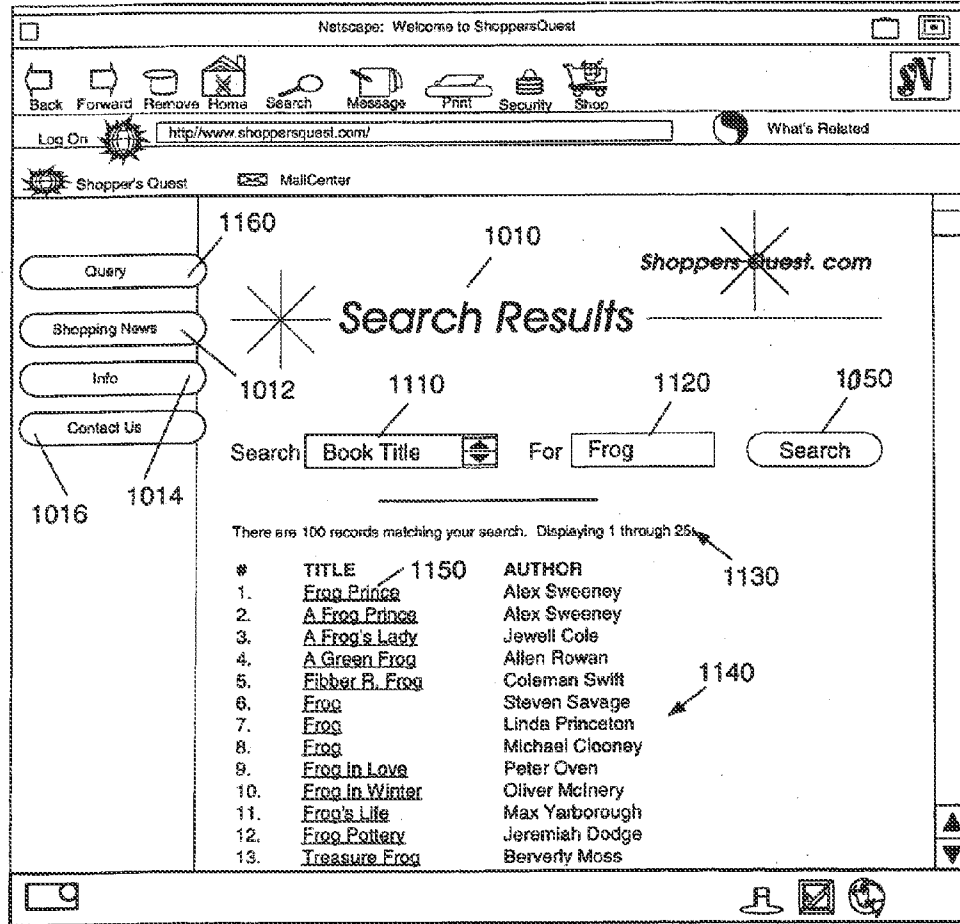 Netscape: Welcome to ShoppersQuest
Back Forward Remove Home Search Message Print Security Shop
N
Log On http//www.shoppersquest.com/ What's Related
Shopper's Quest MailCenter
1160
1010
Query
Shoppers Quest. com
Search Results
Shopping News
1012
Info
1110 1120 1050
Contact Us
Search Book Title For Frog Search
1016 1014
There are 100 records matching your search. Displaying 1 through 25.
1130
# TITLE 1150 AUTHOR
1. Frog Prince Alex Sweeney
2. A Frog Prince Alex Sweeney
3. A Frog's Lady Jewell Cole
4. A Green Frog Allen Rowan
5. Fibber R. Frog Coleman Swift
1140
6. Frog Steven Savage
7. Frog Linda Princeton
8. Frog Michael Clooney
9. Frog In Love Peter Oven
10. Frog In Winter Oliver McInery
11. Frog's Life Max Yarborough
12. Frog Pottery Jeremiah Dodge
13. Treasure Frog Berverly Moss